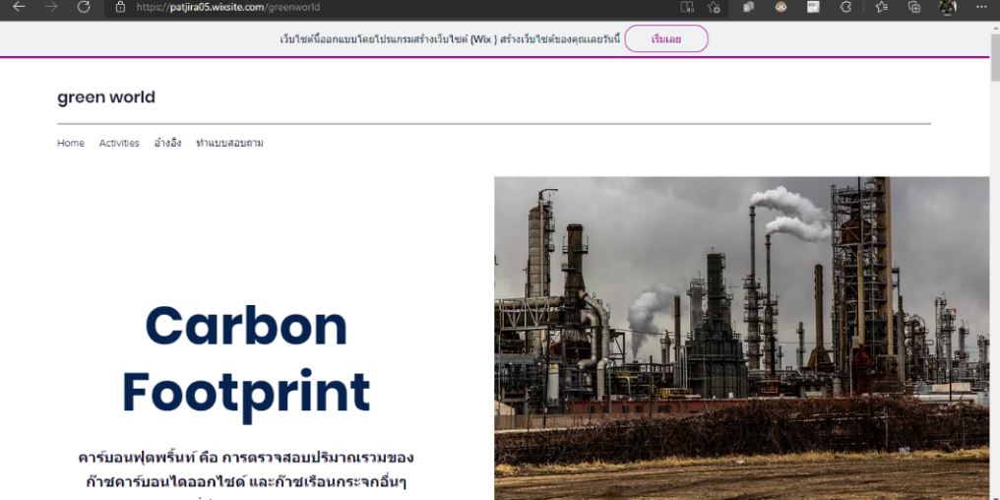 https://patjira05.wixsite.com/greenworld
เว็บไซต์นี้ออกแบบโดยโปรแกรมสร้างเว็บไซต์ (Wix ) สร้างเว็บไซต์ของคุณเลยวันนี้ เริ่มเลย
green world
Home Activities อ้างอิง ทำแบบสอบถาม
Carbon
Footprint
คาร์บอนฟุตพริ้นท์ คือ การตรวจสอบปริมาณรวมของ
ก๊าซคาร์บอนไดออกไซด์ และก๊าซเรือนกระจกอื่นๆ